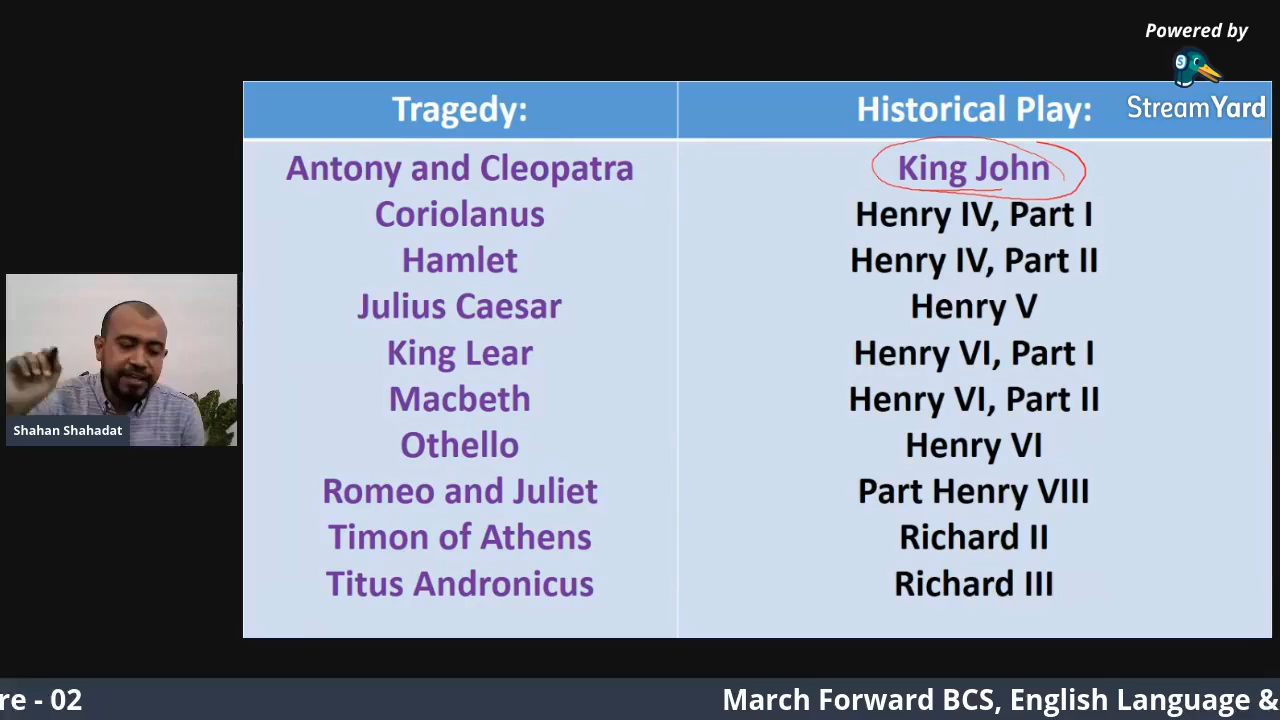 Powered by
StreamYard
Tragedy:
Historical Play:
Antony and Cleopatra
King John
Coriolanus
Henry IV, Part I
Hamlet
Henry IV, Part II
Julius Caesar
Henry V
King Lear
Henry VI, Part I
Macbeth
Henry VI, Part II
Othello
Henry VI
Romeo and Juliet
Part Henry VIII
Timon of Athens
Richard II
Titus Andronicus
Richard III
Shahan Shahadat
re - 02
March Forward BCS, English Language &